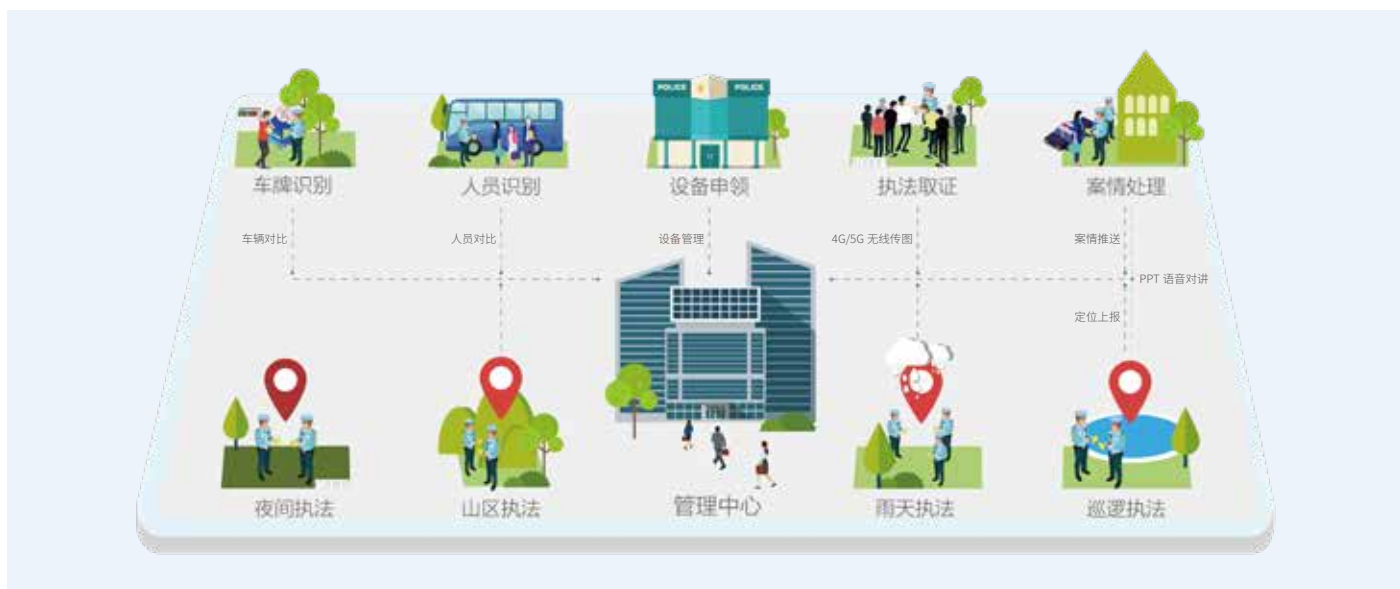 POLICE POLICE
车牌识别
人员识别
设备申领
执法取证
案情处理
车辆对比
人员对比
设备管理
4G/5G 无线传图
案情推送
PPT 语音对讲
定位上报
夜间执法
山区执法
管理中心
雨天执法
巡逻执法